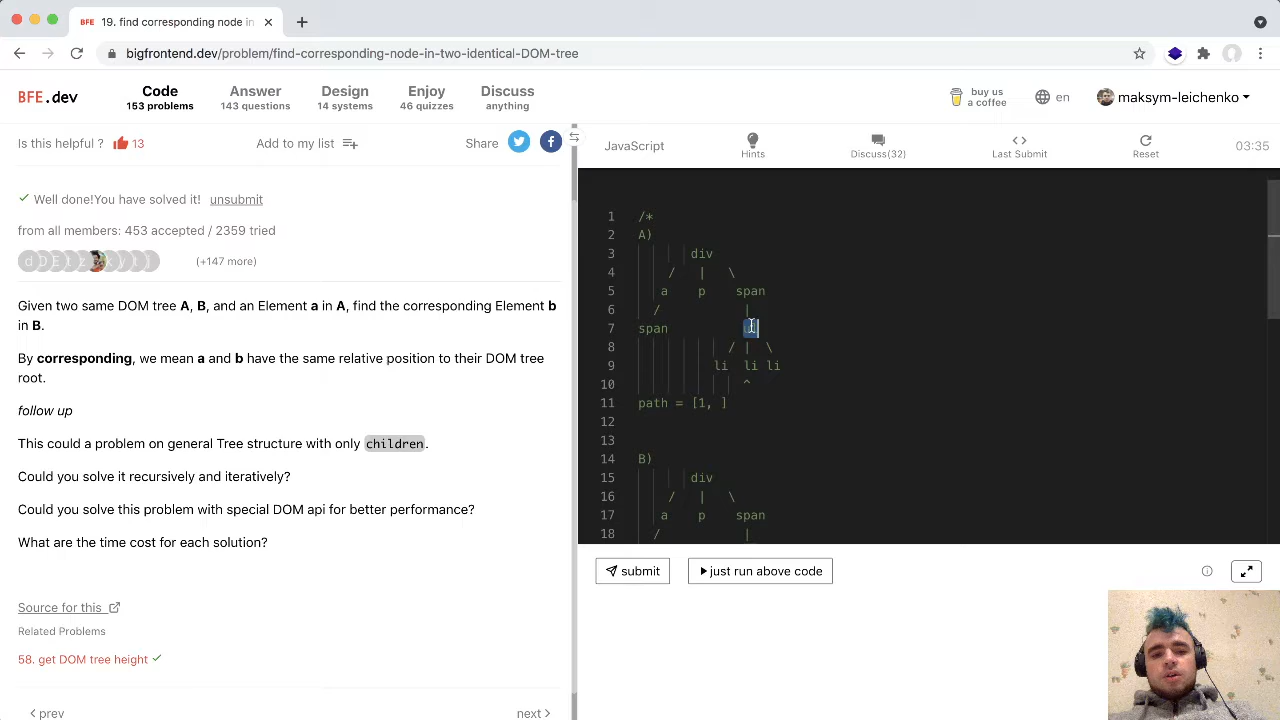 BFE 19. find corresponding node in
bigfrontend.dev/problem/find-corresponding-node-in-two-identical-DOM-tree
BFE.dev
Code
153 problems
Answer
143 questions
Design
14 systems
Enjoy
46 quizzes
Discuss
anything
buy us
a coffee
en
maksym-leichenko
Is this helpful ? 13
Add to my list
Share
Well done!You have solved it! unsubmit
from all members: 453 accepted / 2359 tried
(+147 more)
Given two same DOM tree A, B, and an Element a in A, find the corresponding Element b
in B.
By corresponding, we mean a and b have the same relative position to their DOM tree
root.
follow up
This could a problem on general Tree structure with only children.
Could you solve it recursively and iteratively?
Could you solve this problem with special DOM api for better performance?
What are the time cost for each solution?
Source for this
Related Problems
58. get DOM tree height
prev
next
JavaScript
Hints
Discuss(32)
Last Submit
Reset
03:35
1 /*
2 A)
3 div
4 / | \
5 a p span
6 / |
7 span
8 / | \
9 li li li
10 ^
11 path = [1, ]
12
13
14 B)
15 div
16 / | \
17 a p span
18 / |
submit
just run above code